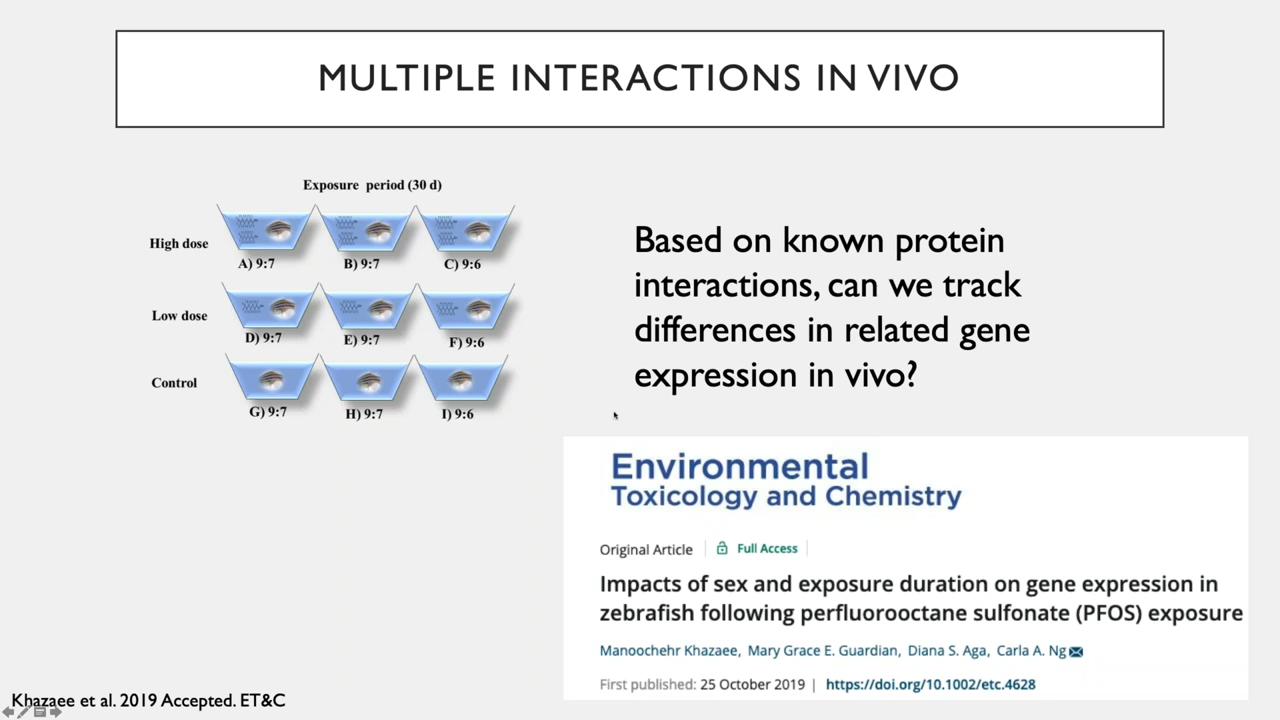 MULTIPLE INTERACTIONS IN VIVO
Exposure period (30 d)
High dose
A) 9:7
B) 9:7
C) 9:6
Low dose
D) 9:7
E) 9:7
F) 9:6
Control
G) 9:7
H) 9:7
I) 9:6
Based on known protein
interactions, can we track
differences in related gene
expression in vivo?
Environmental
Toxicology and Chemistry
Original Article
Full Access
Impacts of sex and exposure duration on gene expression in
zebrafish following perfluorooctane sulfonate (PFOS) exposure
Manoochehr Khazaee, Mary Grace E. Guardian, Diana S. Aga, Carla A. Ng
First published: 25 October 2019 | https://doi.org/10.1002/etc.4628
Khazaee et al. 2019 Accepted. ET&C